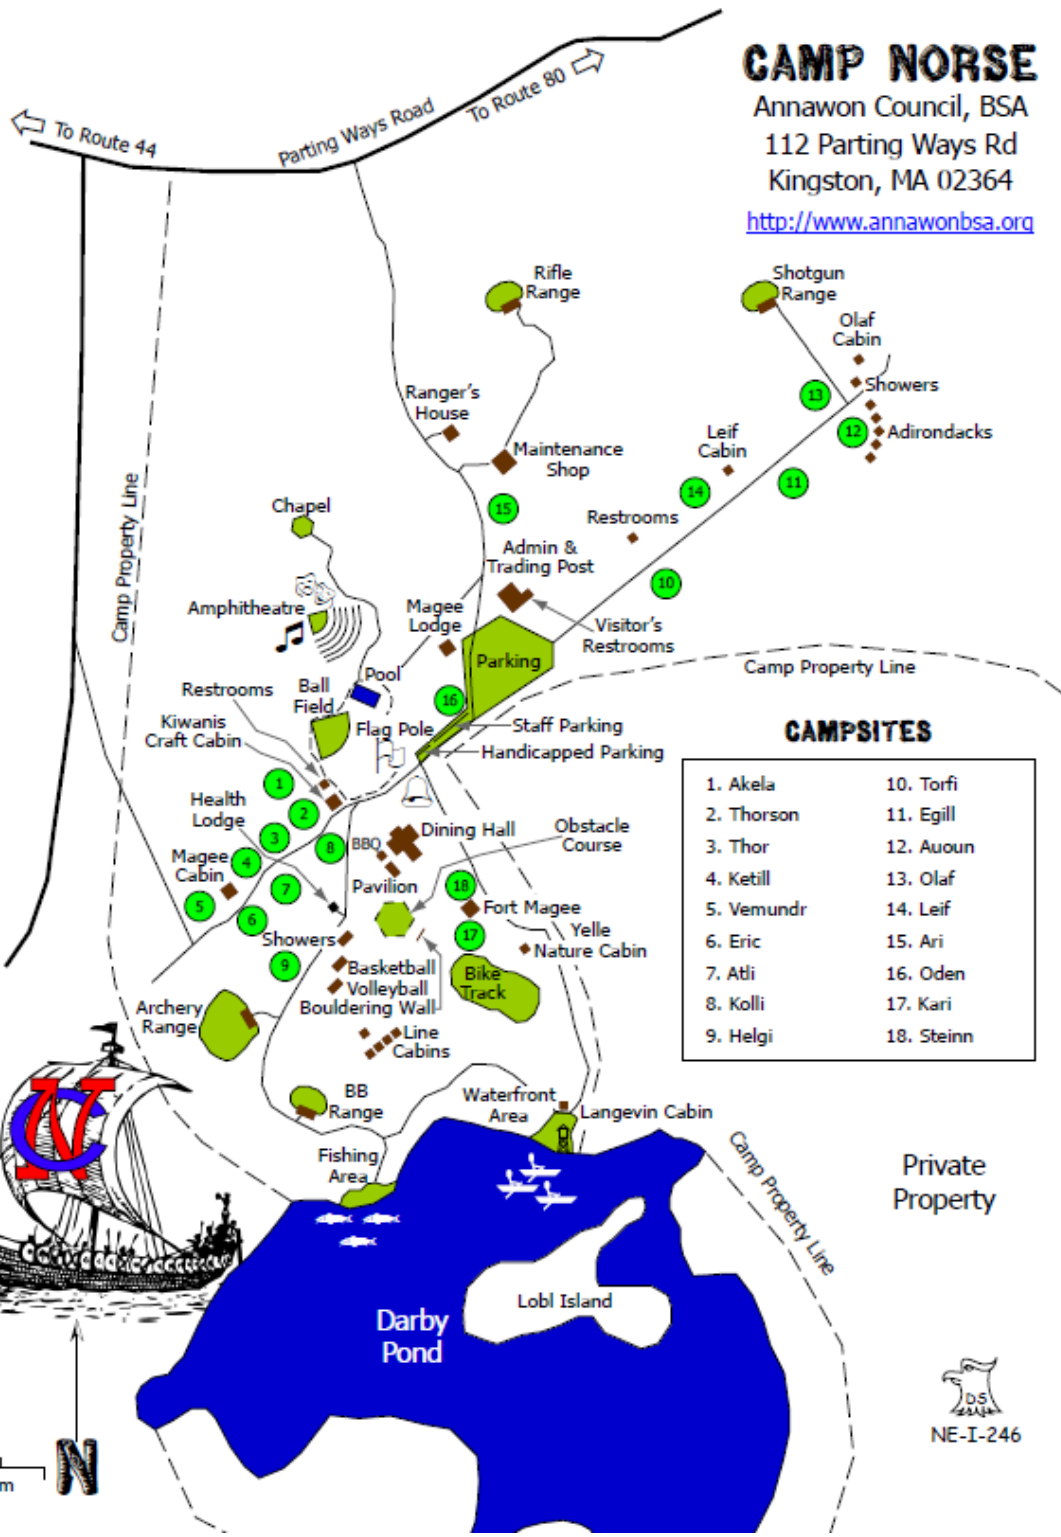 CAMP NORSE
Annawon Council, BSA
112 Parting Ways Rd
Kingston, MA 02364
http://www.annawonbsa.org
To Route 44
Parting Ways Road
To Route 80
Camp Property Line
Rifle
Range
Shotgun
Range
Olaf
Cabin
Showers
Adirondacks
13
12
11
Ranger's
House
Maintenance
Shop
Leif
Cabin
14
15
Restrooms
10
Chapel
Admin &
Trading Post
Visitor's
Restrooms
Amphitheatre
Magee
Lodge
Parking
Camp Property Line
Pool
16
Restrooms
Ball
Field
Flag Pole
Staff Parking
Handicapped Parking
Kiwanis
Craft Cabin
1
2
3
4
5
6
7
8
9
Health
Lodge
Magee
Cabin
BBQ
Dining Hall
Obstacle
Course
Pavilion
18
Fort Magee
17
Yelle
Nature Cabin
Showers
Basketball
Volleyball
Bouldering Wall
Bike
Track
Archery
Range
Line
Cabins
BB
Range
Waterfront
Area
Langevin Cabin
Fishing
Area
Camp Property Line
Private
Property
Lobl Island
Darby
Pond
CAMPSITES
1. Akela
2. Thorson
3. Thor
4. Ketill
5. Vemundr
6. Eric
7. Atli
8. Kolli
9. Helgi
10. Torfi
11. Egill
12. Auoun
13. Olaf
14. Leif
15. Ari
16. Oden
17. Kari
18. Steinn
NC
N
m
DS
NE-I-246